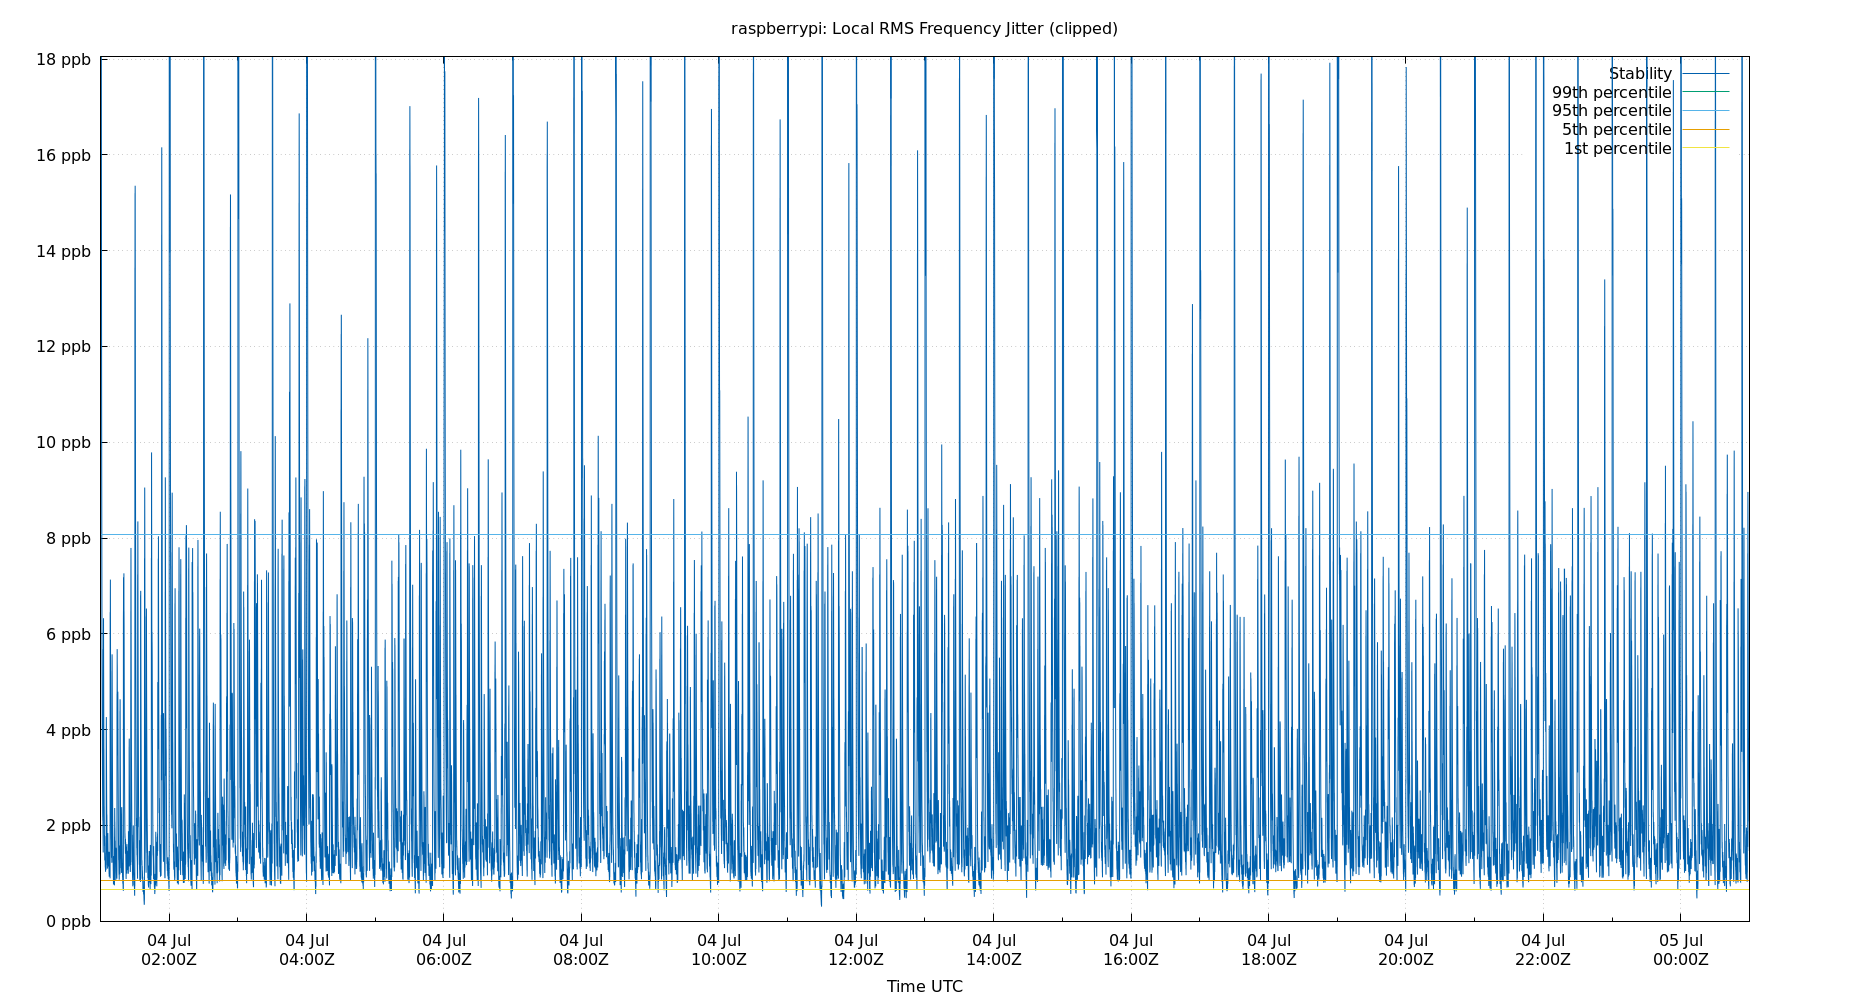 raspberrypi: Local RMS Frequency Jitter (clipped)
18 ppb
16 ppb
14 ppb
12 ppb
10 ppb
8 ppb
6 ppb
4 ppb
2 ppb
0 ppb
Stability
99th percentile
95th percentile
5th percentile
1st percentile
04 Jul 04 Jul 04 Jul 04 Jul 04 Jul 04 Jul 04 Jul 04 Jul 04 Jul 04 Jul 04 Jul 05 Jul
02:00Z 04:00Z 06:00Z 08:00Z 10:00Z 12:00Z 14:00Z 16:00Z 18:00Z 20:00Z 22:00Z 00:00Z
Time UTC